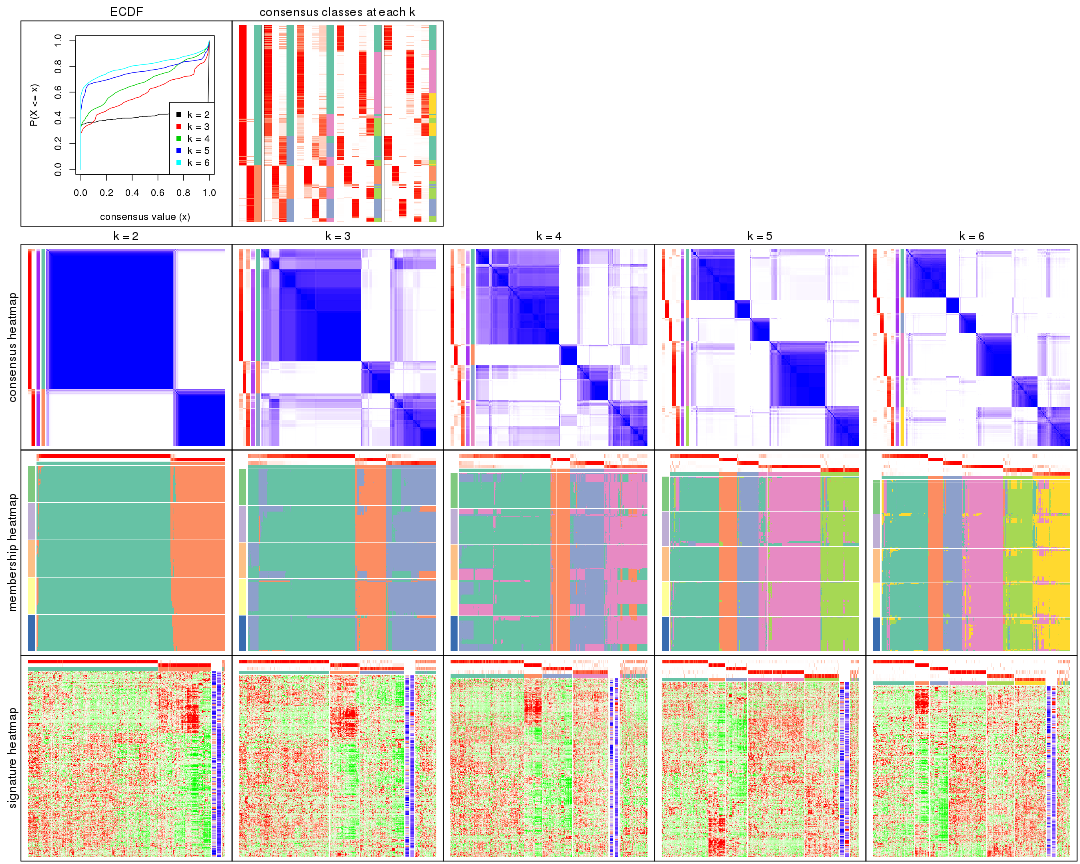 ECDF
consensus classes at each k
P(X <= x)
0.0 0.2 0.4 0.6 0.8 1.0
k = 2
k = 3
k = 4
k = 5
k = 6
0.0 0.2 0.4 0.6 0.8 1.0
consensus value (x)
k = 2
k = 3
k = 4
k = 5
k = 6
consensus heatmap
membership heatmap
signature heatmap